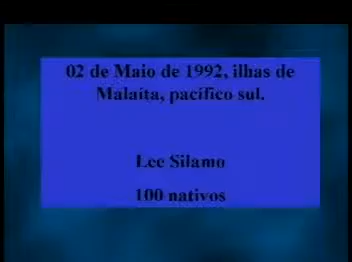 02 de Maio de 1992, ilhas de
Malaita, pacífico sul.
Lee Silamo
100 nativos